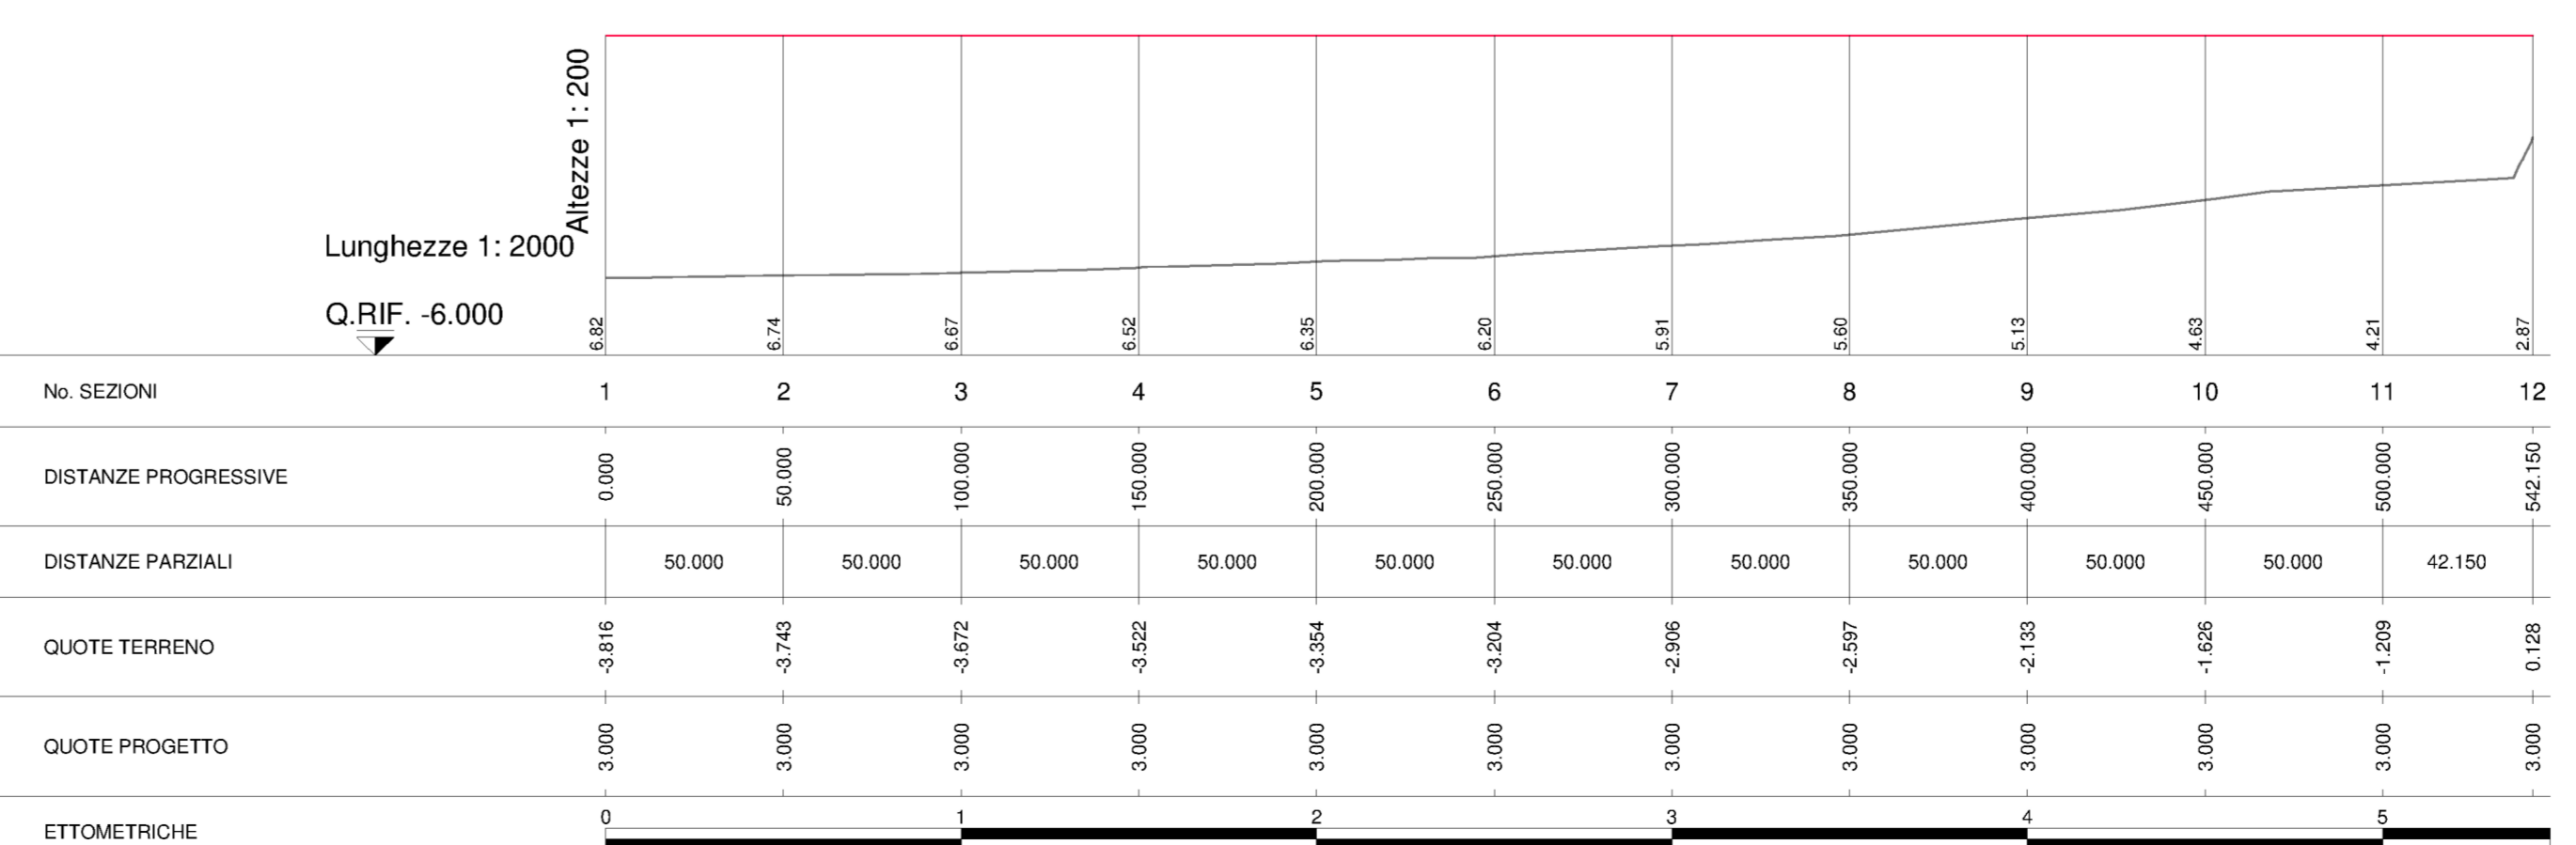 Altezze 1: 200
Lunghezze 1: 2000
Q.RIF. -6.000
6.82 6.74 6.67 6.52 6.35 6.20 5.91 5.60 5.13 4.63 4.21 2.87
No. SEZIONI 1 2 3 4 5 6 7 8 9 10 11 12
DISTANZE PROGRESSIVE 0.000 50.000 100.000 150.000 200.000 250.000 300.000 350.000 400.000 450.000 500.000 542.150
DISTANZE PARZIALI 50.000 50.000 50.000 50.000 50.000 50.000 50.000 50.000 50.000 50.000 42.150
QUOTE TERRENO -3.816 -3.743 -3.672 -3.522 -3.354 -3.204 -2.906 -2.597 -2.133 -1.626 -1.209 0.128
QUOTE PROGETTO 3.000 3.000 3.000 3.000 3.000 3.000 3.000 3.000 3.000 3.000 3.000 3.000
ETTOMETRICHE 0 1 2 3 4 5